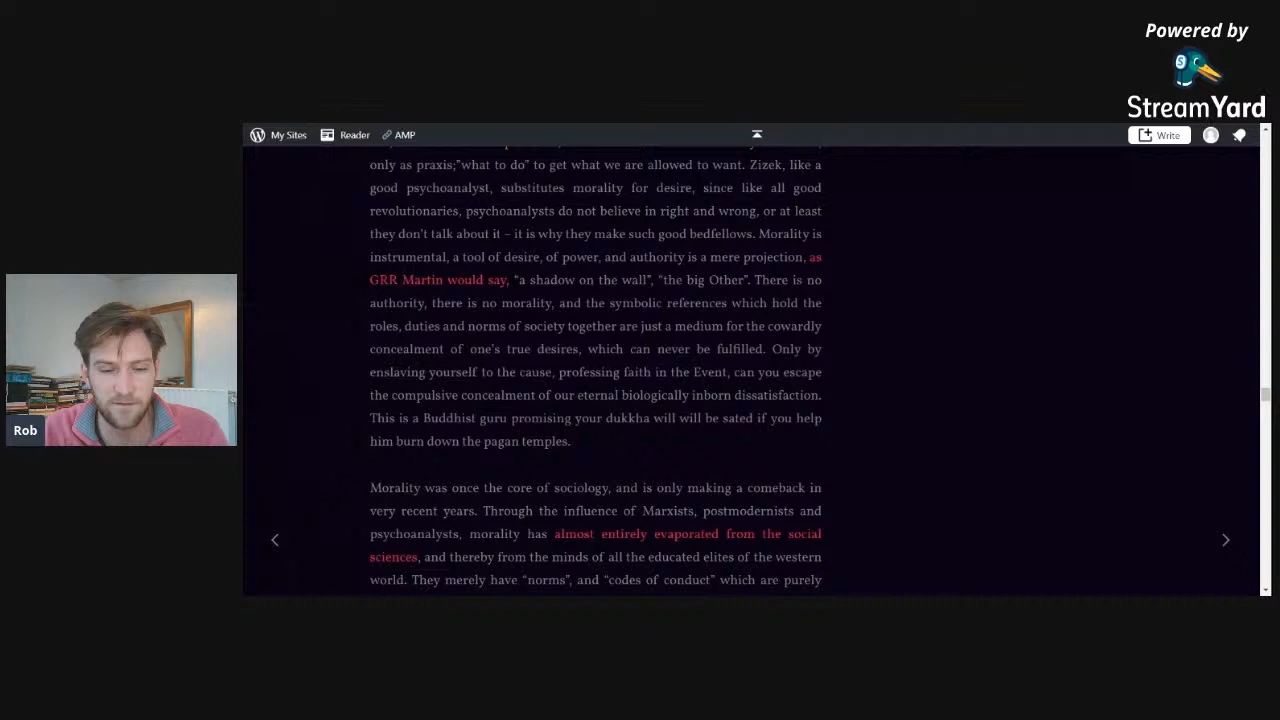 Powered by
StreamYard
My Sites
Reader
AMP
Write
only as praxis;"what to do" to get what we are allowed to want. Zizek, like a
good psychoanalyst, substitutes morality for desire, since like all good
revolutionaries, psychoanalysts do not believe in right and wrong, or at least
they don't talk about it – it is why they make such good bedfellows. Morality is
instrumental, a tool of desire, of power, and authority is a mere projection, as
GRR Martin would say, "a shadow on the wall", "the big Other". There is no
authority, there is no morality, and the symbolic references which hold the
roles, duties and norms of society together are just a medium for the cowardly
concealment of one's true desires, which can never be fulfilled. Only by
enslaving yourself to the cause, professing faith in the Event, can you escape
the compulsive concealment of our eternal biologically inborn dissatisfaction.
This is a Buddhist guru promising your dukkha will will be sated if you help
him burn down the pagan temples.
Morality was once the core of sociology, and is only making a comeback in
very recent years. Through the influence of Marxists, postmodernists and
psychoanalysts, morality has almost entirely evaporated from the social
sciences, and thereby from the minds of all the educated elites of the western
world. They merely have "norms", and "codes of conduct" which are purely
Rob